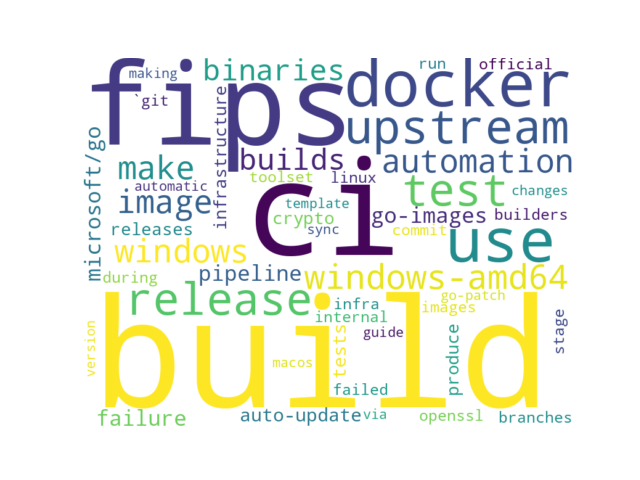 making
binaries
run
official
fips
docker
`git
upstream
infrastructure
microsoft/go
make
builds
automation
toolset
linux
automatic
test
changes
image
template
ci
crypto
go-images
builders
releases
sync
commit
use
windows
during
pipeline
windows-amd64
release
go-patch
build
infra
images
internal
stage
version
tests
guide
produce
macos
failed
failure
auto-update
via
openssl
branches